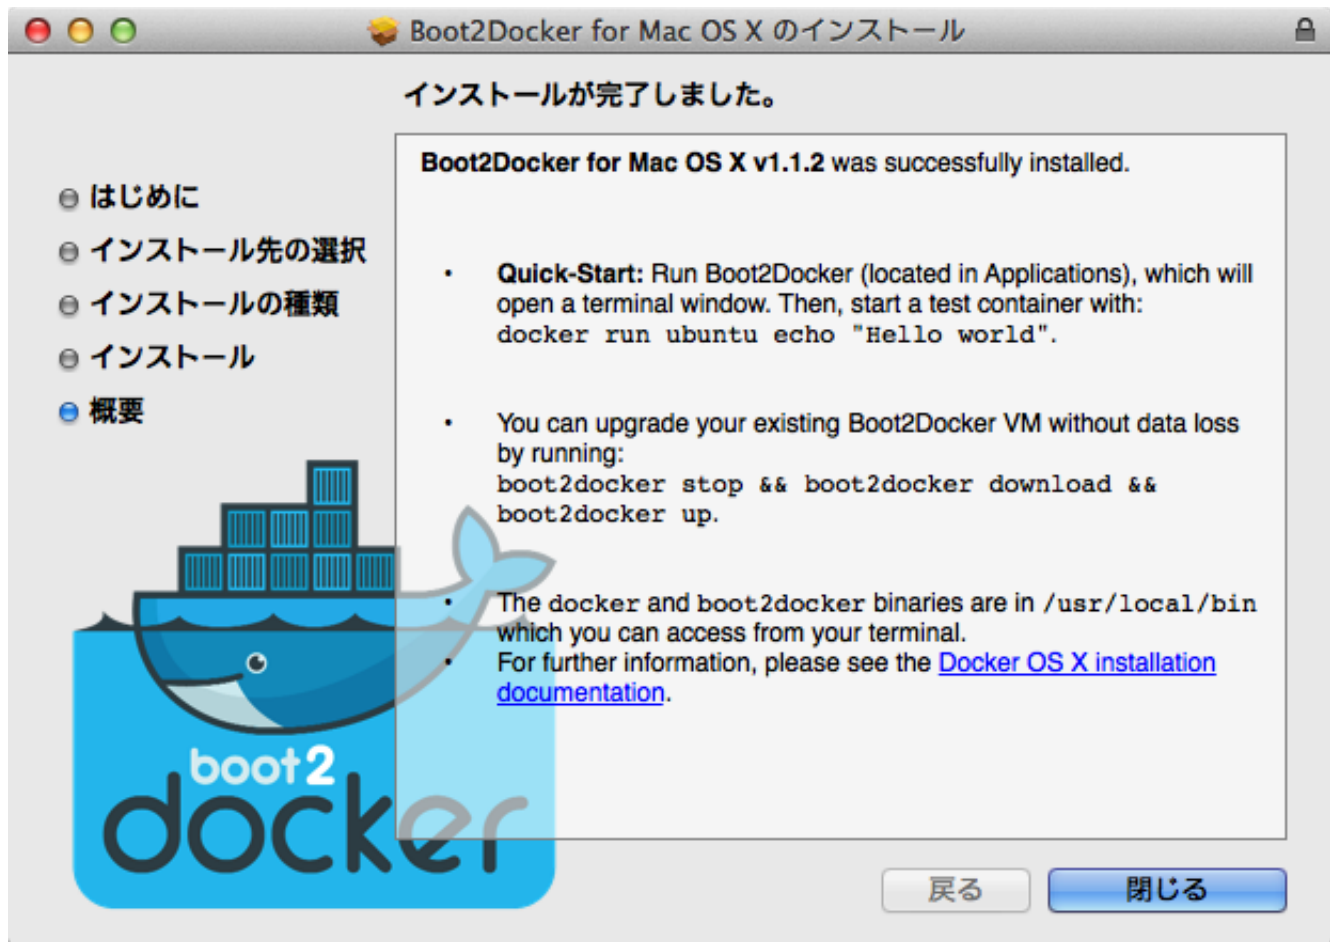 Boot2Docker for Mac OS X のインストール
インストールが完了しました。
はじめに
インストール先の選択
インストールの種類
インストール
概要
Boot2Docker for Mac OS X v1.1.2 was successfully installed.
• Quick-Start: Run Boot2Docker (located in Applications), which will
open a terminal window. Then, start a test container with:
docker run ubuntu echo "Hello world".
• You can upgrade your existing Boot2Docker VM without data loss
by running:
boot2docker stop && boot2docker download &&
boot2docker up.
• The docker and boot2docker binaries are in /usr/local/bin
which you can access from your terminal.
• For further information, please see the Docker OS X installation
documentation.
boot2
docker
戻る
閉じる